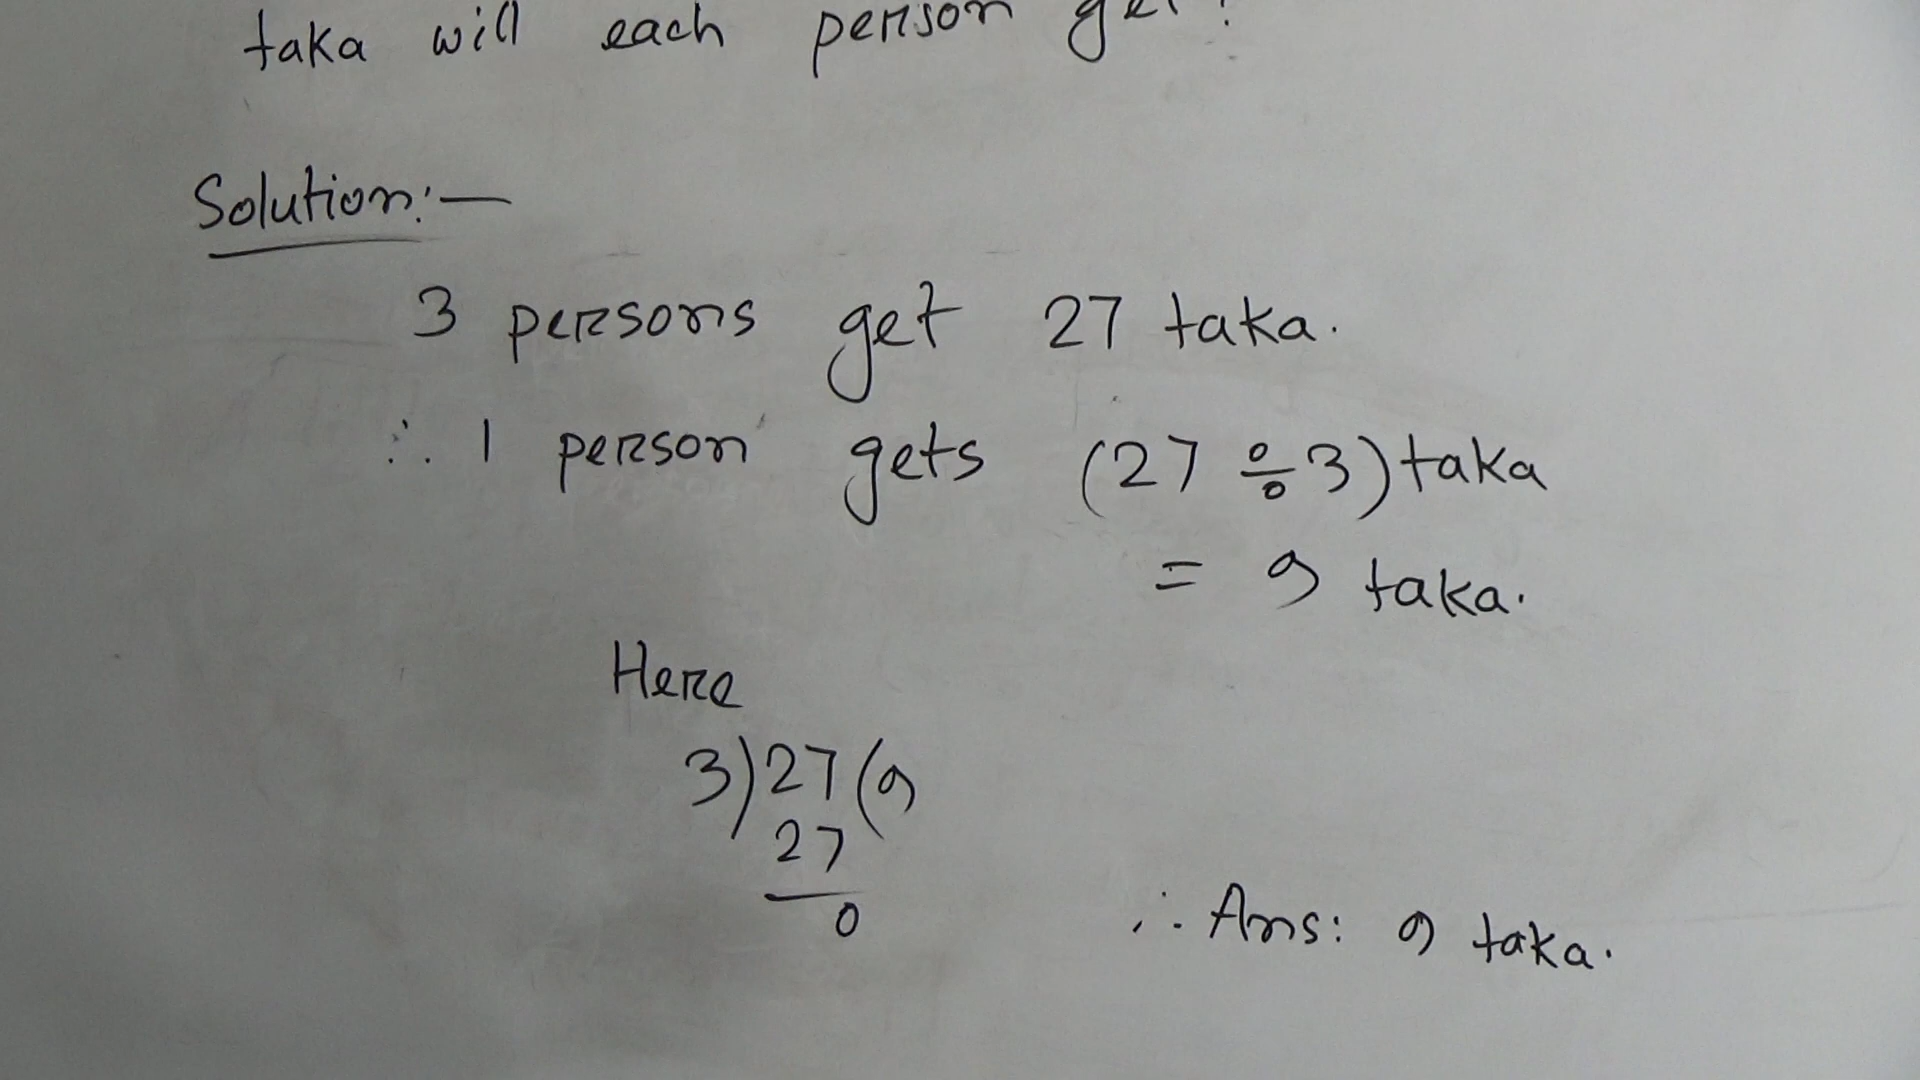 taka will each person get?
Solution:—
3 persons get 27 taka.
∴ 1 person gets (27 ÷ 3) taka
= 9 taka.
Here
3)27(9
27
0
∴ Ans: 9 taka.